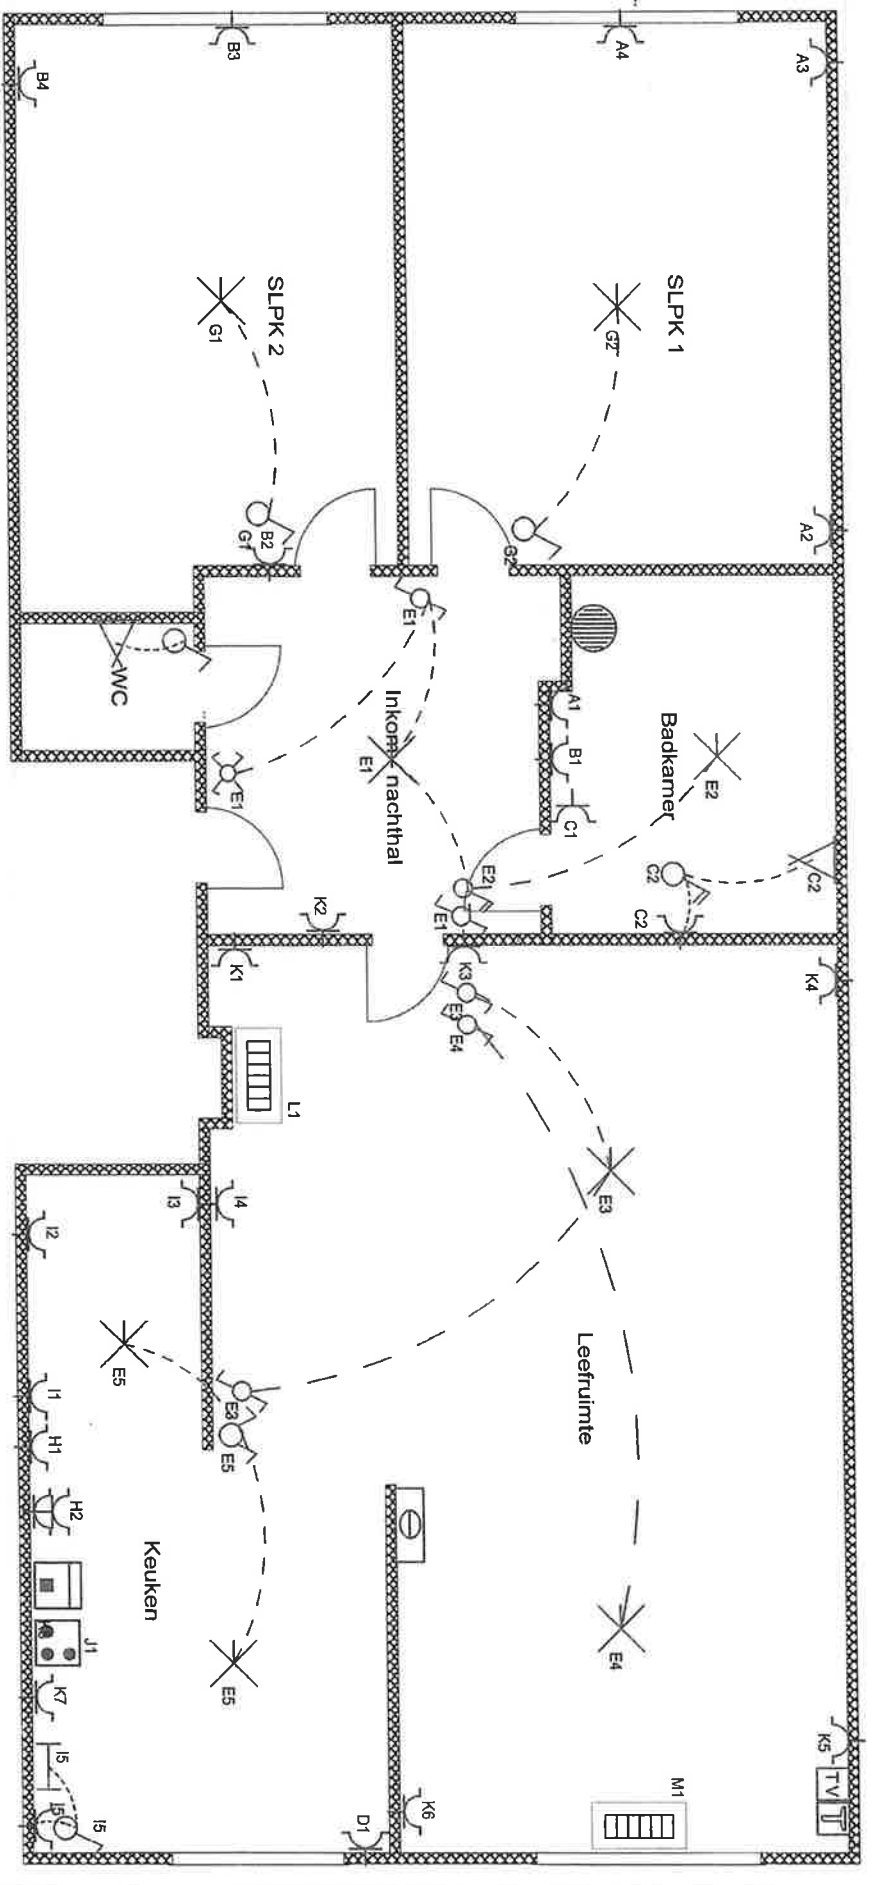 B3
B4
A4
A3
SLPK 2
G1
SLPK 1
G2
A2
B2
G1
G2
E1
WC
E1
Inkom- nachthal
E1
A1
B1
C1
Badkamer
E2
C2
C2
C2
E2
E1
K2
K1
K3
E3
E4
K4
L1
I3
I4
I2
E3
Leefruimte
E5
E3
E5
I1
H1
H2
Keuken
J1
E5
E4
K7
I5
I5
I5
D1
K6
M1
K5
TV
T